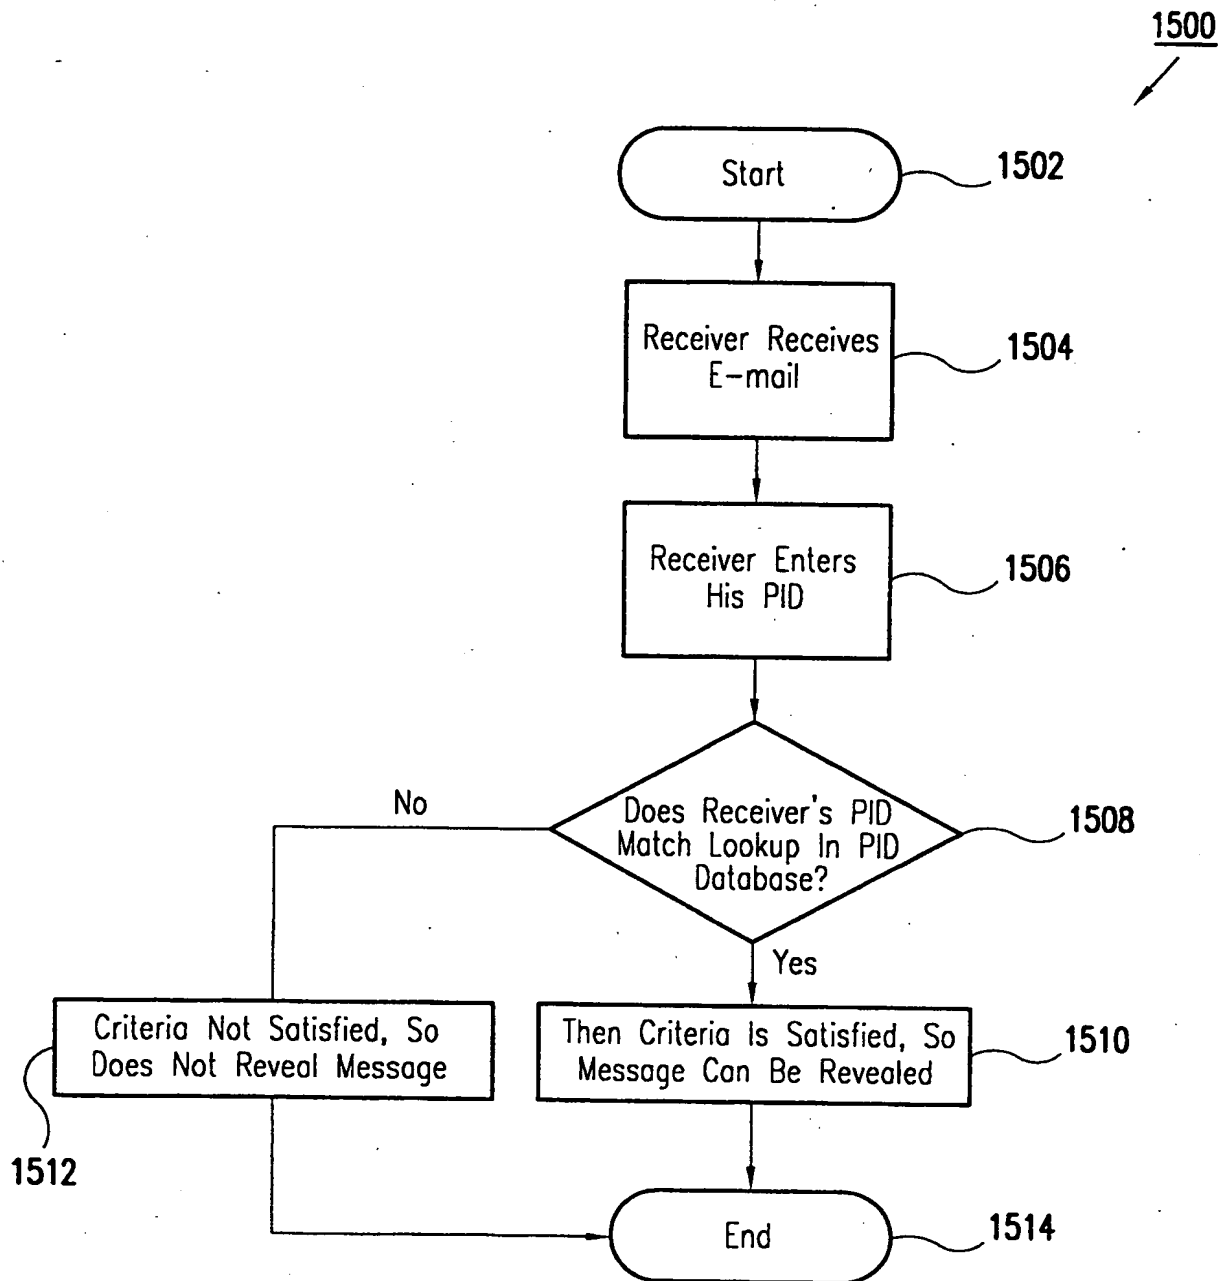 1500
Start
1502
Receiver Receives
E-mail
1504
Receiver Enters
His PID
1506
No
Does Receiver's PID
Match Lookup In PID
Database?
1508
Yes
Criteria Not Satisfied, So
Does Not Reveal Message
1512
Then Criteria Is Satisfied, So
Message Can Be Revealed
1510
End
1514